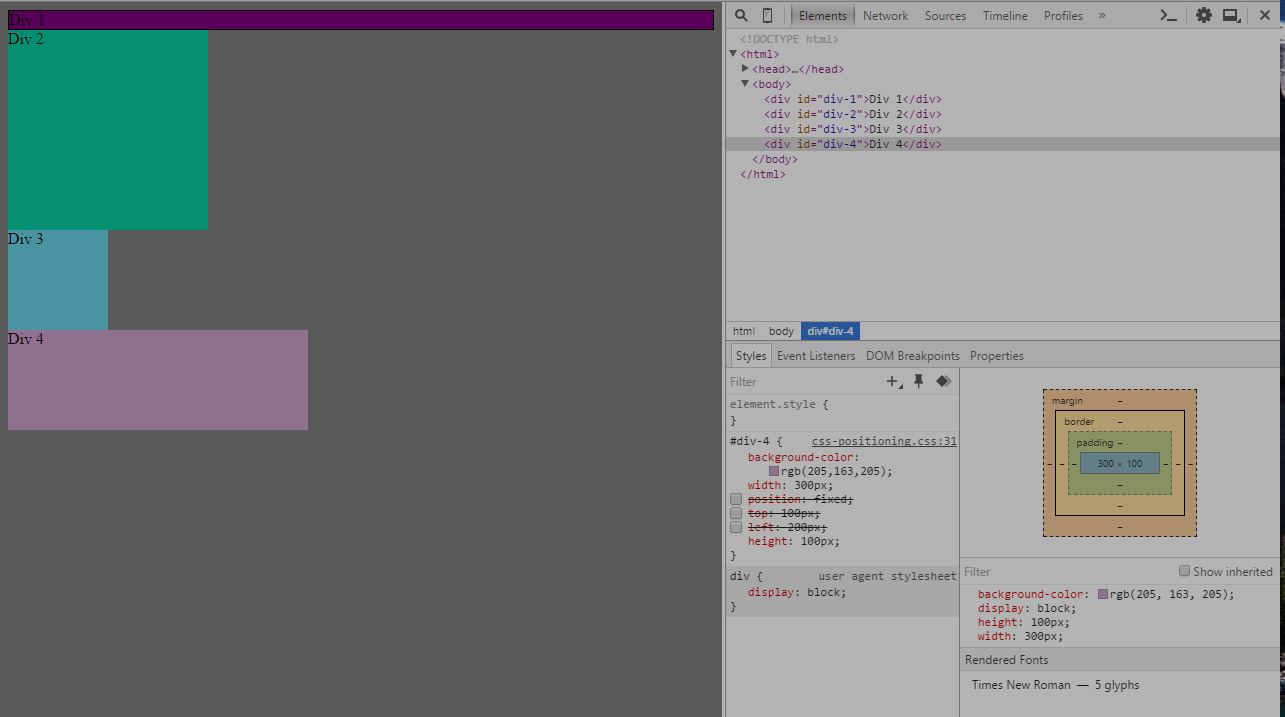 Div 1
Div 2
Div 3
Div 4
Elements Network Sources Timeline Profiles »
<!DOCTYPE html>
<html>
<head>…</head>
<body>
<div id="div-1">Div 1</div>
<div id="div-2">Div 2</div>
<div id="div-3">Div 3</div>
<div id="div-4">Div 4</div>
</body>
</html>
html body div#div-4
Styles Event Listeners DOM Breakpoints Properties
Filter
element.style {
}
#div-4 { css-positioning.css:31
background-color:
rgb(205,163,205);
width: 300px;
position: fixed;
top: 100px;
left: 200px;
height: 100px;
}
div { user agent stylesheet
display: block;
}
margin –
border –
padding –
– – – 300 × 100 – – –
–
–
–
Filter Show inherited
background-color: rgb(205, 163, 205);
display: block;
height: 100px;
width: 300px;
Rendered Fonts
Times New Roman — 5 glyphs